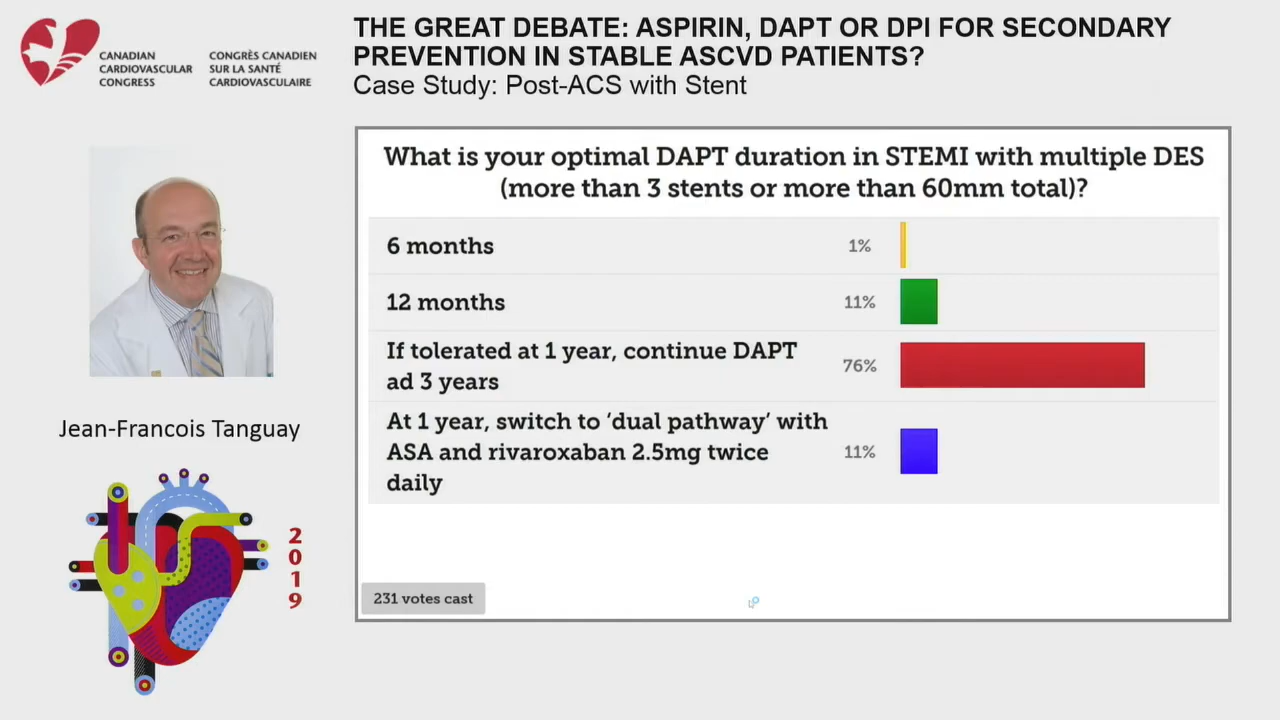 THE GREAT DEBATE: ASPIRIN, DAPT OR DPI FOR SECONDARY
PREVENTION IN STABLE ASCVD PATIENTS?
Case Study: Post-ACS with Stent
CANADIAN
CARDIOVASCULAR
CONGRESS
CONGRÈS CANADIEN
SUR LA SANTÉ
CARDIOVASCULAIRE
What is your optimal DAPT duration in STEMI with multiple DES
(more than 3 stents or more than 60mm total)?
6 months 1%
12 months 11%
If tolerated at 1 year, continue DAPT
ad 3 years 76%
At 1 year, switch to ‘dual pathway’ with
ASA and rivaroxaban 2.5mg twice 11%
daily
231 votes cast
Jean-Francois Tanguay
2
0
1
9